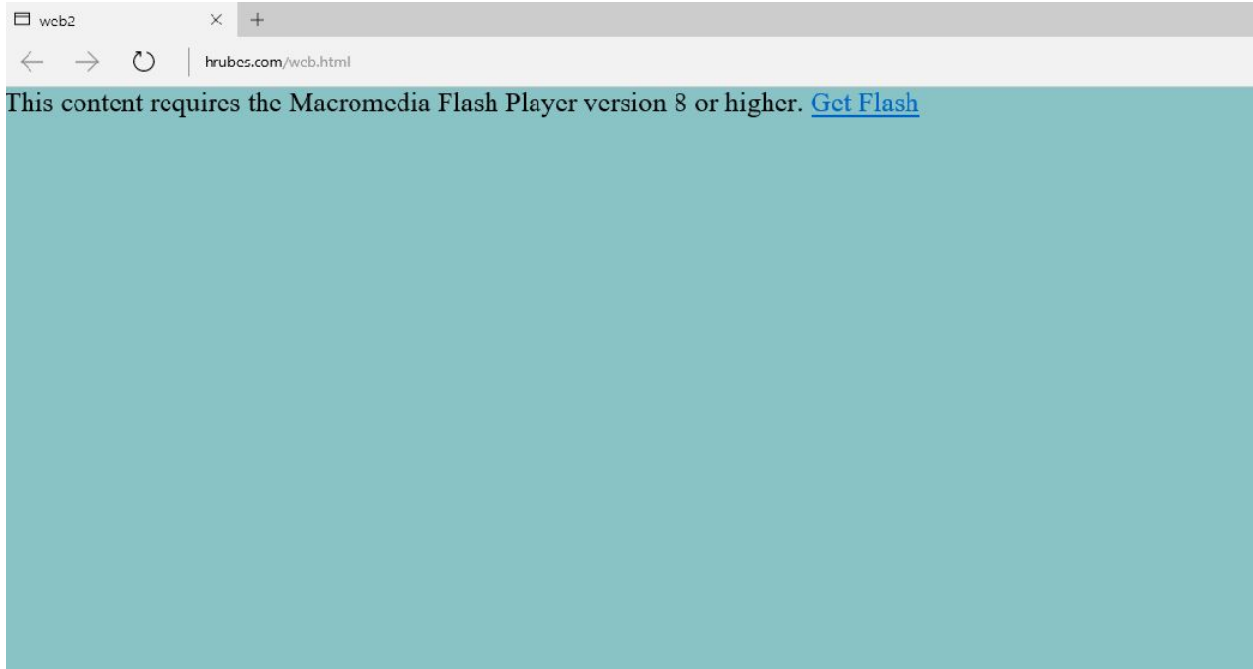 web2
hrubes.com/web.html
This content requires the Macromedia Flash Player version 8 or higher. Get Flash